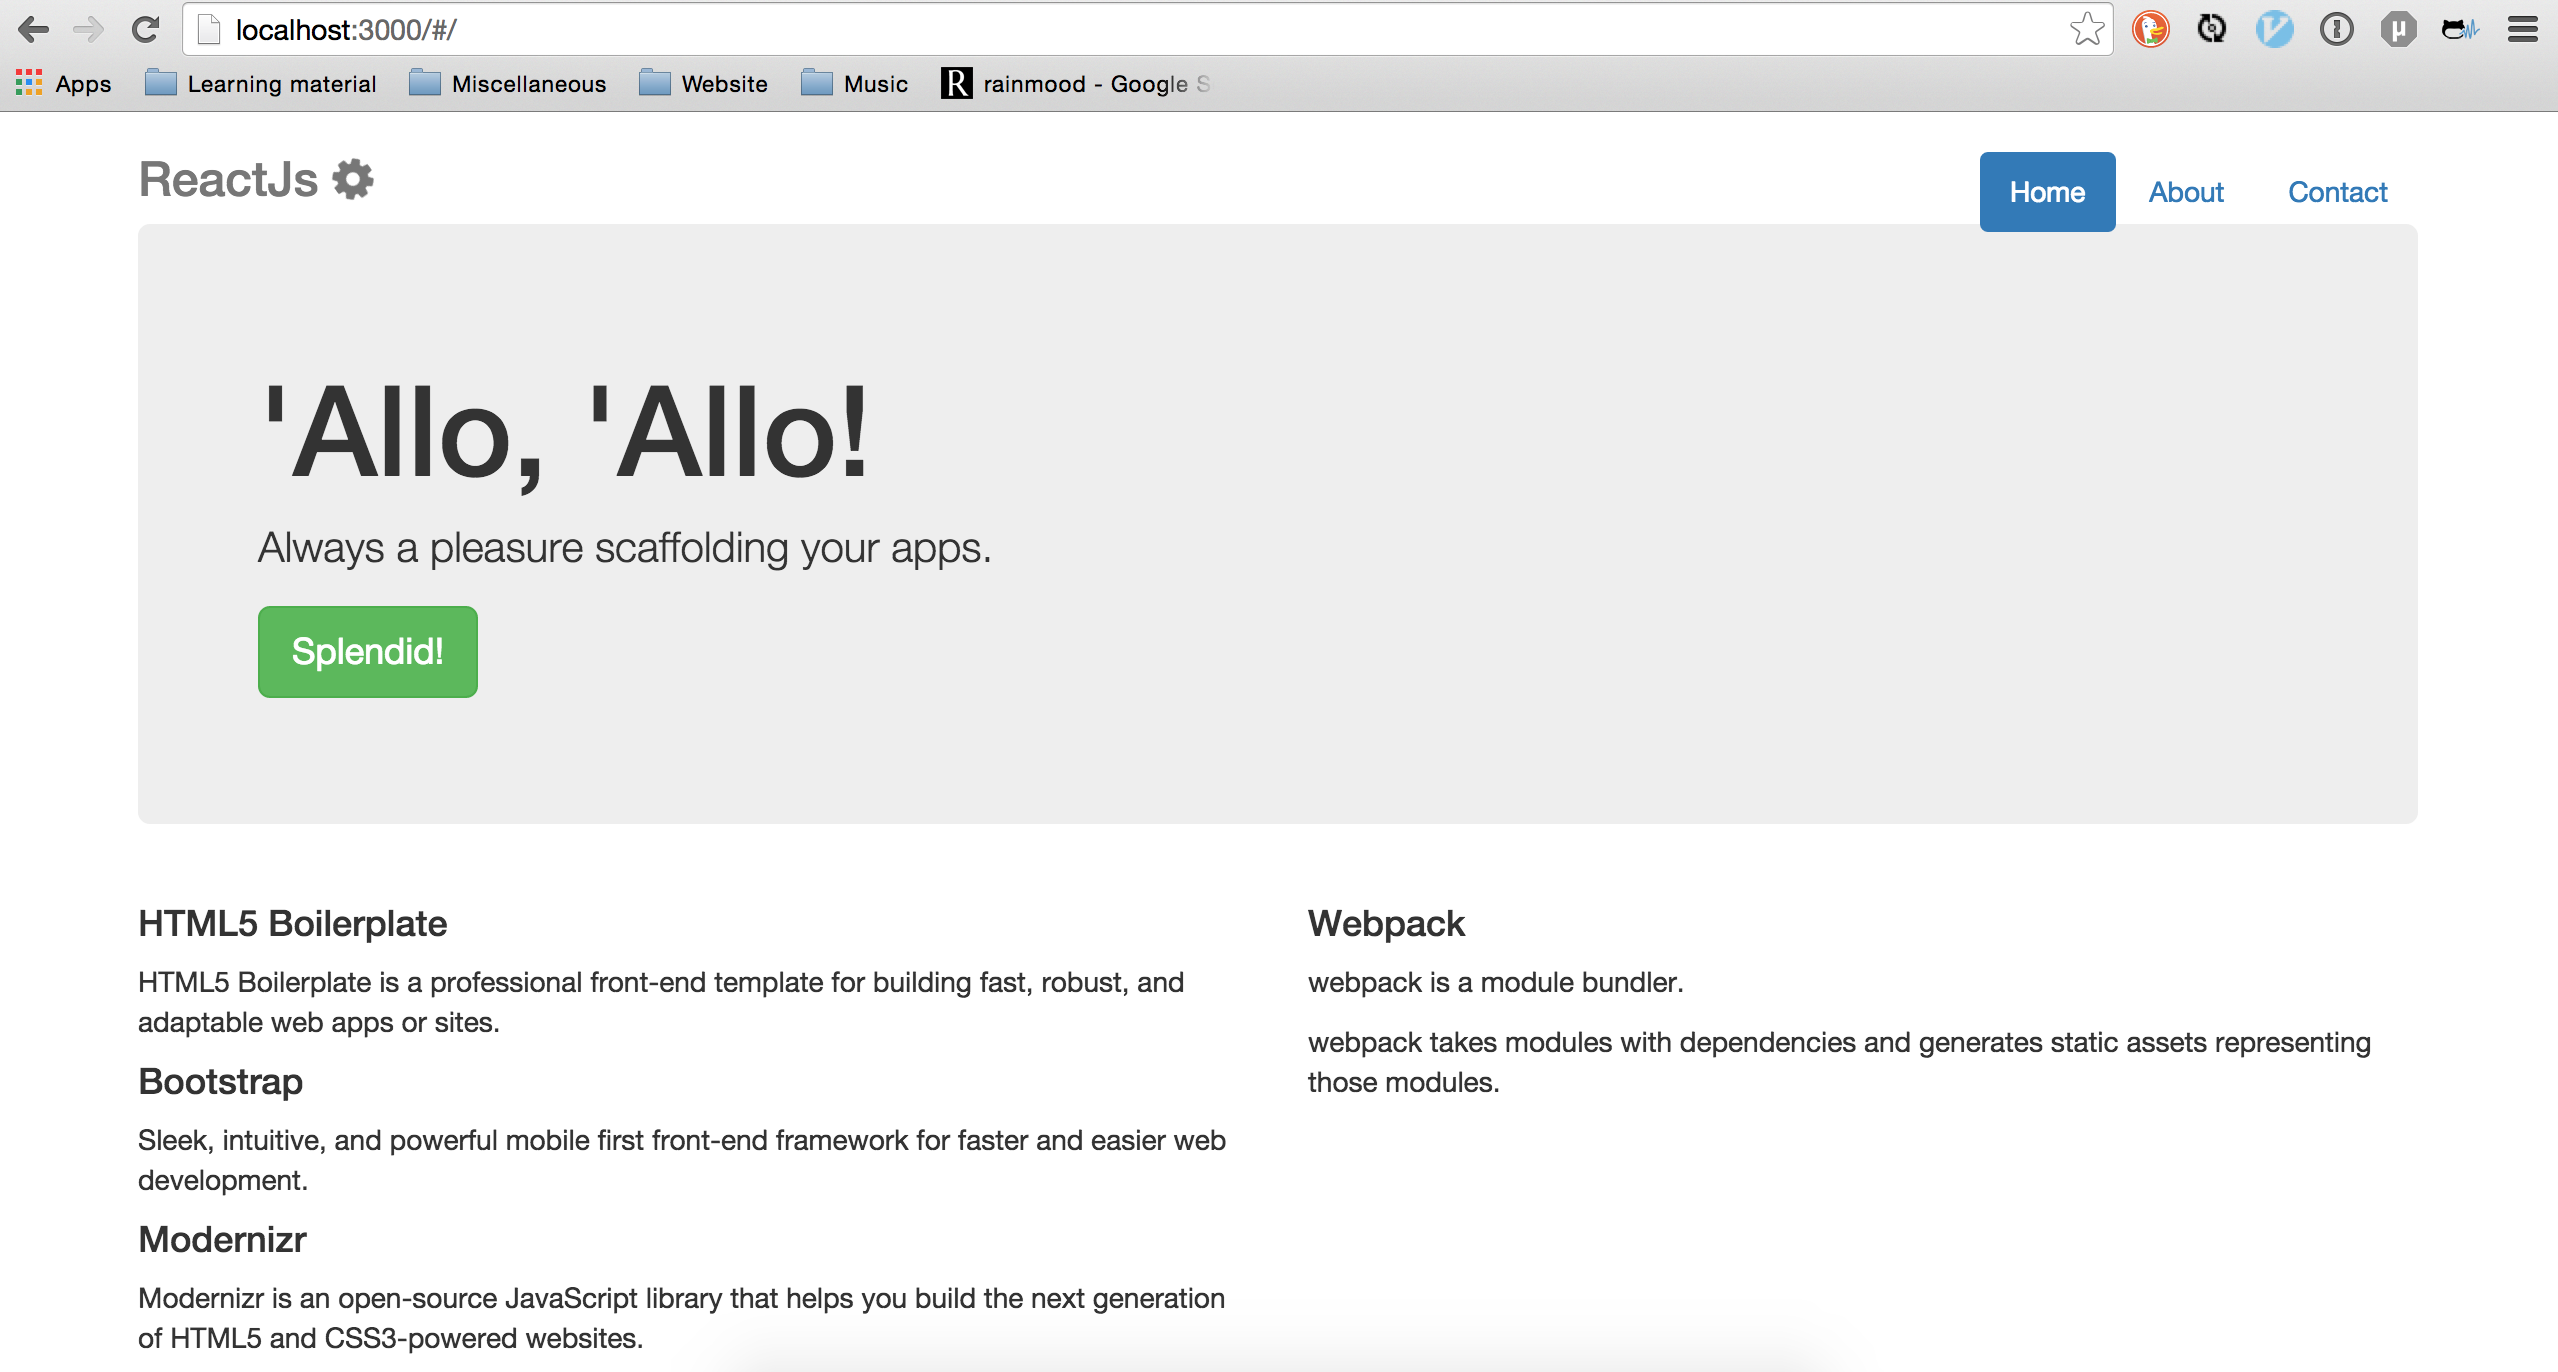 localhost:3000/#/
Apps Learning material Miscellaneous Website Music R rainmood - Google S
ReactJs
Home About Contact
'Allo, 'Allo!
Always a pleasure scaffolding your apps.
Splendid!
HTML5 Boilerplate
HTML5 Boilerplate is a professional front-end template for building fast, robust, and
adaptable web apps or sites.
Bootstrap
Sleek, intuitive, and powerful mobile first front-end framework for faster and easier web
development.
Modernizr
Modernizr is an open-source JavaScript library that helps you build the next generation
of HTML5 and CSS3-powered websites.
Webpack
webpack is a module bundler.
webpack takes modules with dependencies and generates static assets representing
those modules.